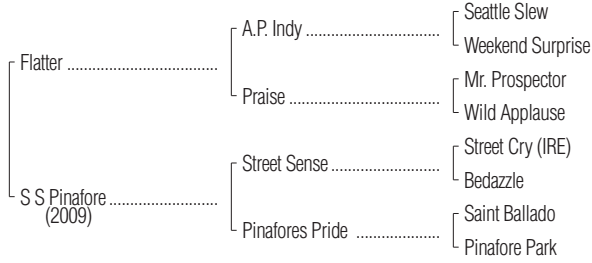 Seattle Slew
A.P. Indy ................................
Weekend Surprise
Flatter ....................................
Mr. Prospector
Praise ....................................
Wild Applause
Street Cry (IRE)
Street Sense ..........................
Bedazzle
S S Pinafore ..........................
(2009)
Saint Ballado
Pinafores Pride .....................
Pinafore Park